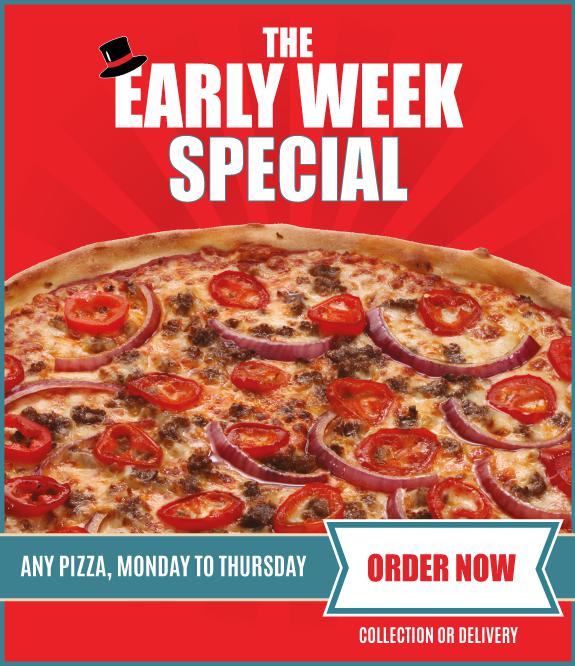 THE
EARLY WEEK
SPECIAL
ANY PIZZA, MONDAY TO THURSDAY
ORDER NOW
COLLECTION OR DELIVERY